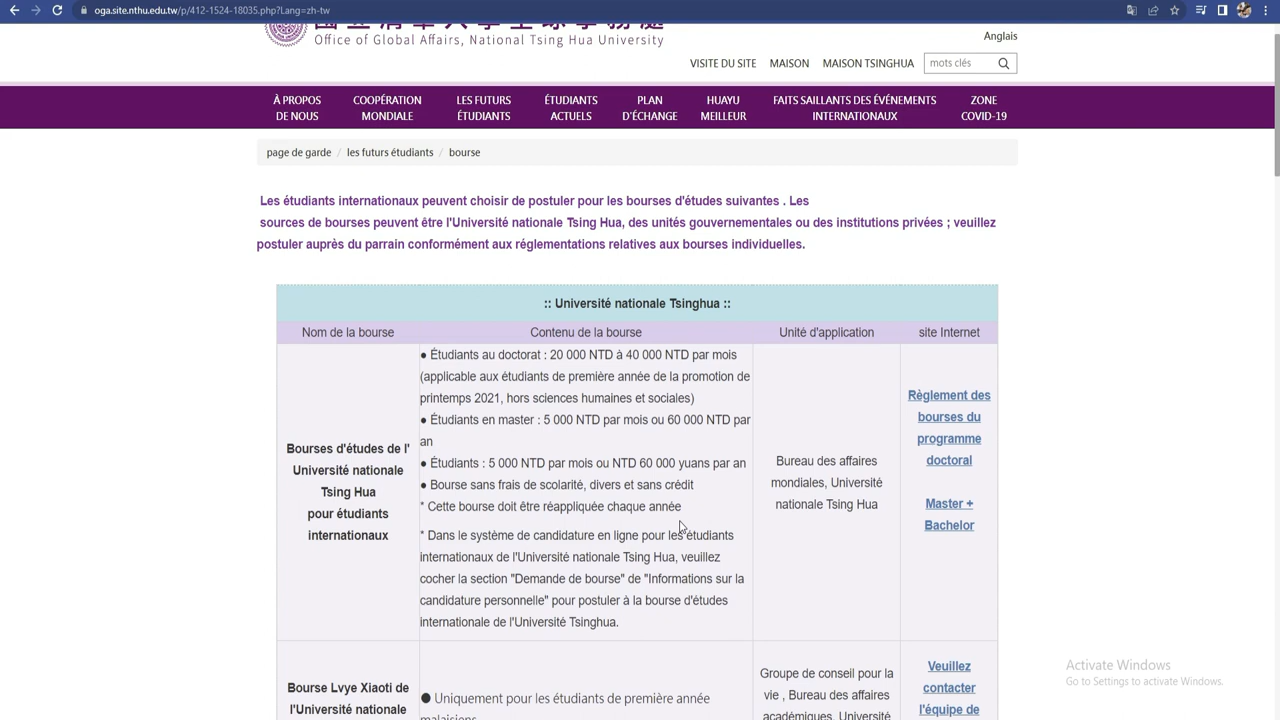 oga.site.nthu.edu.tw/p/412-1524-18035.php?Lang=zh-tw
Office of Global Affairs, National Tsing Hua University
Anglais
VISITE DU SITE MAISON MAISON TSINGHUA mots clés
À PROPOS DE NOUS
COOPÉRATION MONDIALE
LES FUTURS ÉTUDIANTS
ÉTUDIANTS ACTUELS
PLAN D'ÉCHANGE
HUAYU MEILLEUR
FAITS SAILLANTS DES ÉVÉNEMENTS INTERNATIONAUX
ZONE COVID-19
page de garde / les futurs étudiants / bourse
Les étudiants internationaux peuvent choisir de postuler pour les bourses d'études suivantes . Les
sources de bourses peuvent être l'Université nationale Tsing Hua, des unités gouvernementales ou des institutions privées ; veuillez
postuler auprès du parrain conformément aux réglementations relatives aux bourses individuelles.
:: Université nationale Tsinghua ::
Nom de la bourse Contenu de la bourse Unité d'application site Internet
Bourses d'études de l'
Université nationale
Tsing Hua
pour étudiants
internationaux
● Étudiants au doctorat : 20 000 NTD à 40 000 NTD par mois
(applicable aux étudiants de première année de la promotion de
printemps 2021, hors sciences humaines et sociales)
● Étudiants en master : 5 000 NTD par mois ou 60 000 NTD par
an
● Étudiants : 5 000 NTD par mois ou NTD 60 000 yuans par an
● Bourse sans frais de scolarité, divers et sans crédit
* Cette bourse doit être réappliquée chaque année
* Dans le système de candidature en ligne pour les étudiants
internationaux de l'Université nationale Tsing Hua, veuillez
cocher la section "Demande de bourse" de "Informations sur la
candidature personnelle" pour postuler à la bourse d'études
internationale de l'Université Tsinghua.
Bureau des affaires
mondiales, Université
nationale Tsing Hua
Règlement des
bourses du
programme
doctoral
Master +
Bachelor
Bourse Lvye Xiaoti de
l'Université nationale
● Uniquement pour les étudiants de première année
malaisiens
Groupe de conseil pour la
vie , Bureau des affaires
académiques, Université
Veuillez
contacter
l'équipe de
Activate Windows
Go to Settings to activate Windows.